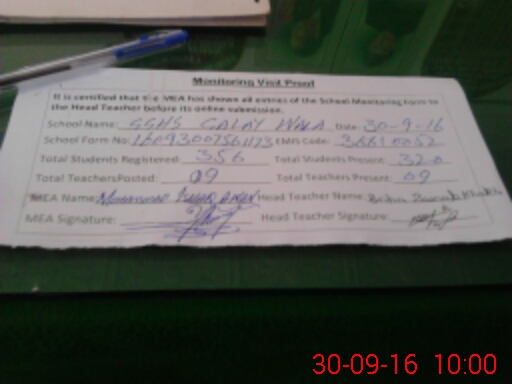 Monitoring Visit Proof
It is certified that the MEA has shown all entries of the School Monitoring Form to
the Head Teacher before its online submission.
School Name: GGHS GALAY WALA Date: 30-9-16
School Form No: EMIS Code:
Total Students Registered: 356 Total Students Present: 320
Total Teachers Posted: 09 Total Teachers Present: 09
MEA Name: Muhammad Head Teacher Name:
MEA Signature: Head Teacher Signature:
30-09-16 10:00